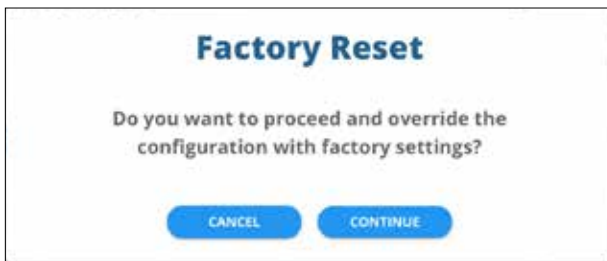 Factory Reset
Do you want to proceed and override the
configuration with factory settings?
CANCEL
CONTINUE